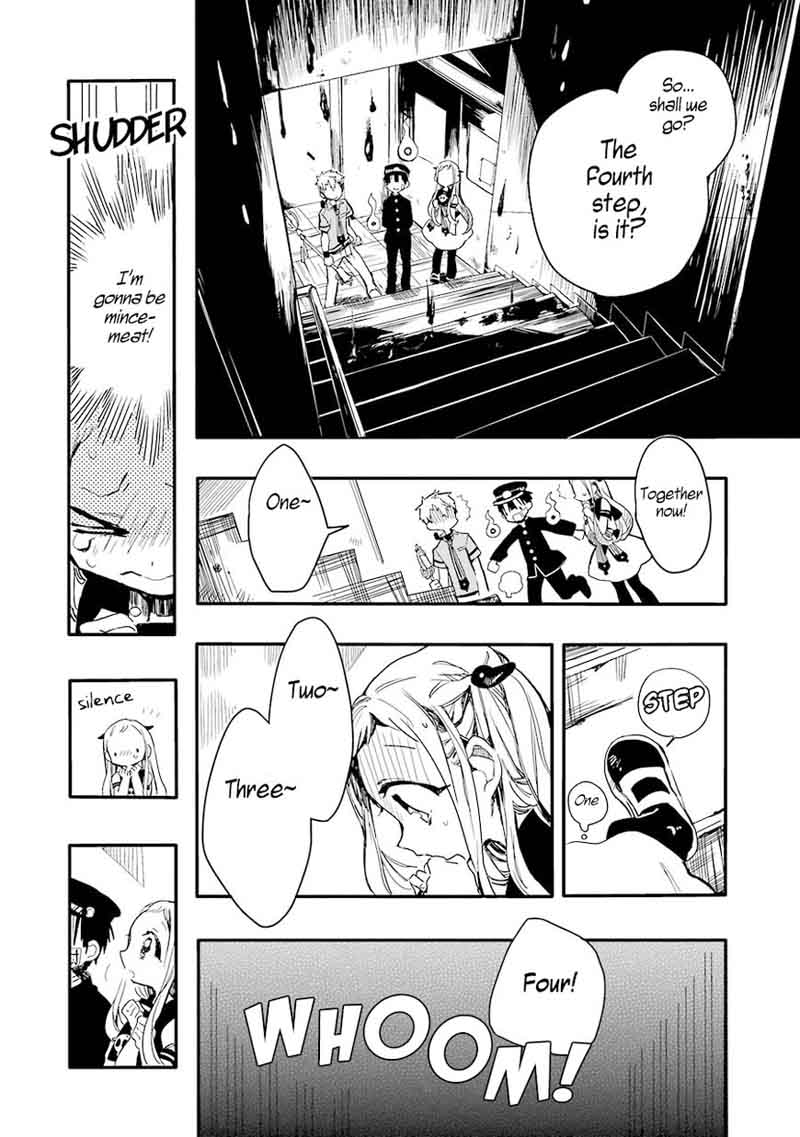 So...
shall we
go?
The
fourth
step,
is it?
Together
now!
One~
STEP
One
Two~
Three~
Four!
WHOOM!
SHUDDER
I'm
gonna be
mince-
meat!
silence